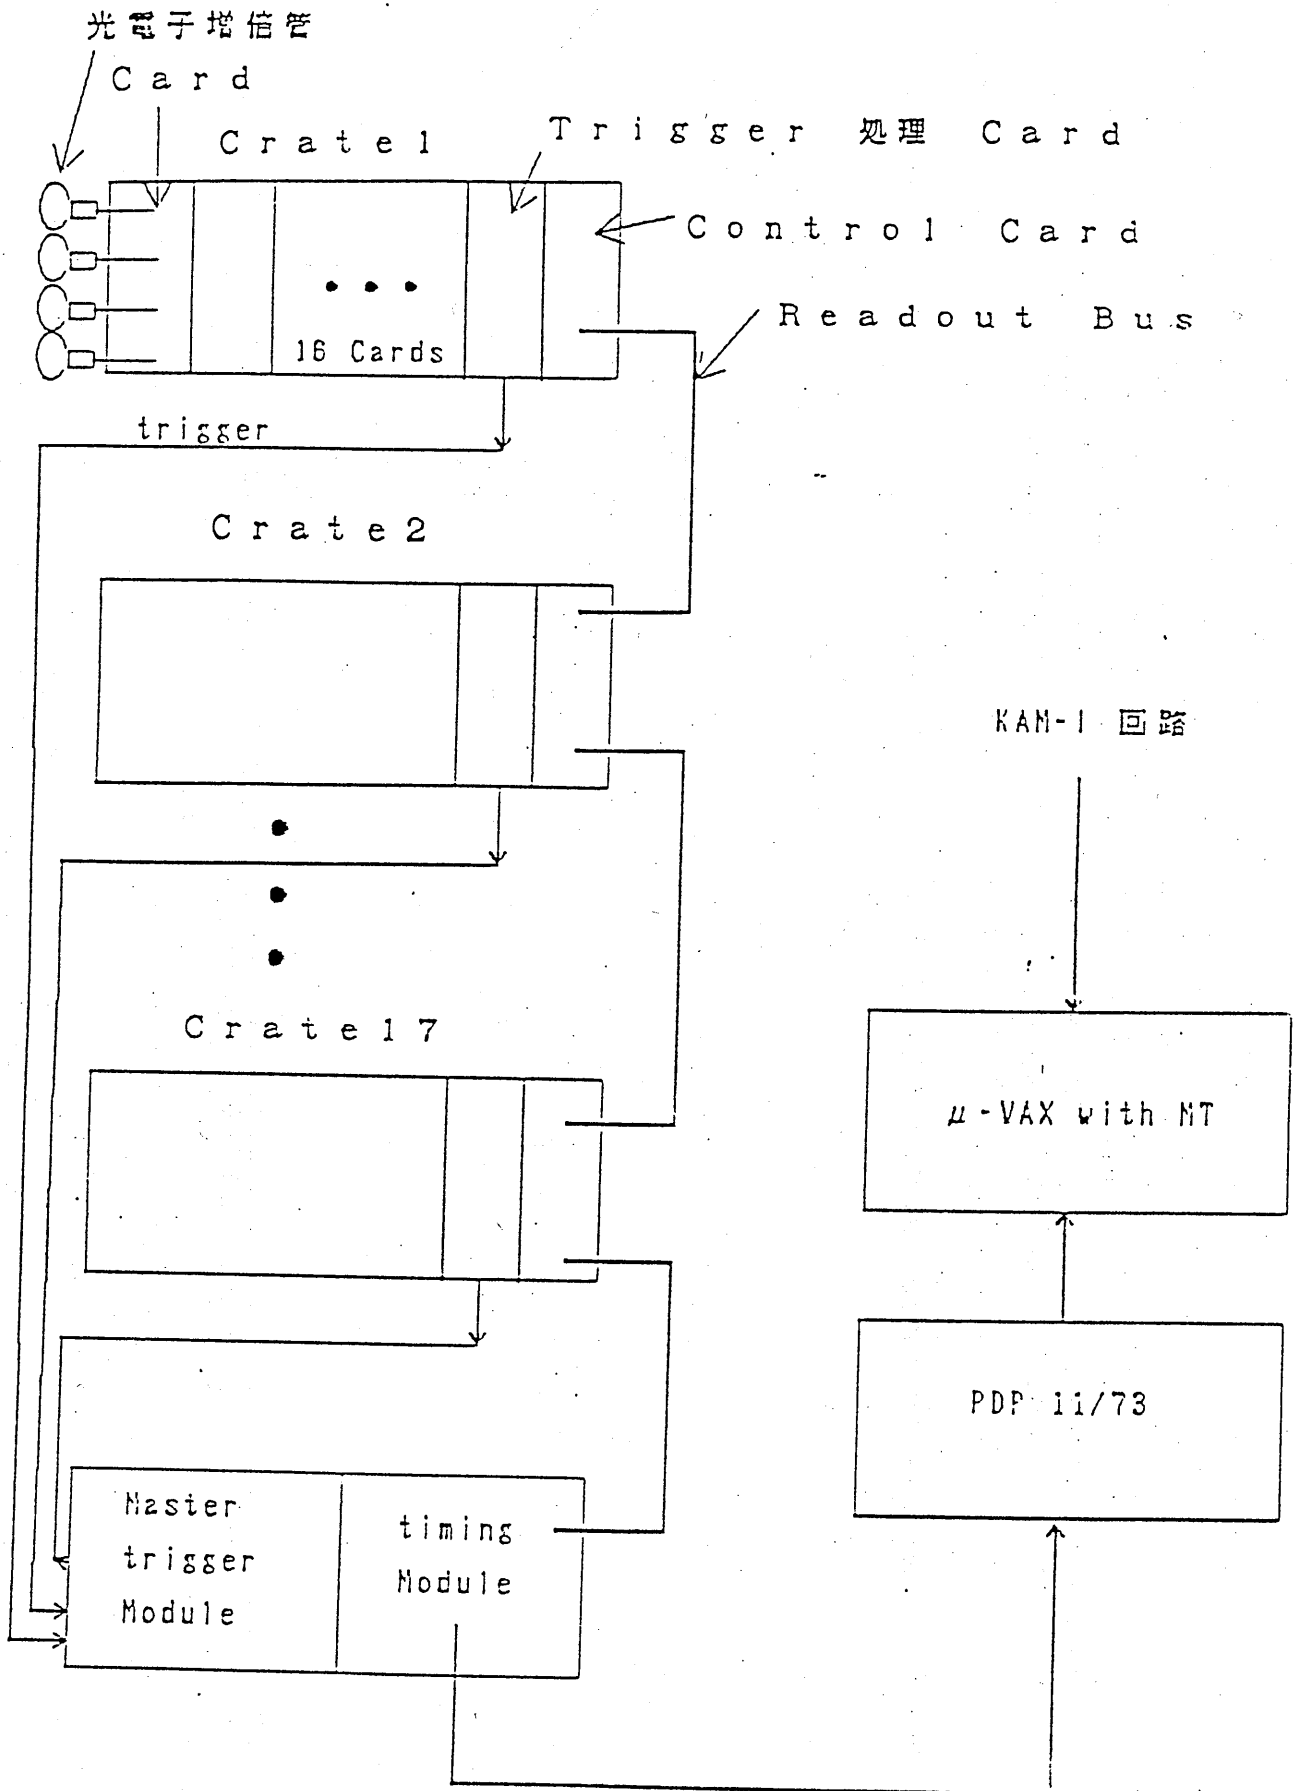 光電子増倍管
Card
Crate1
Trigger 処理 Card
Control Card
Readout Bus
16 Cards
trigger
Crate2
KAM-I 回路
Crate17
μ-VAX with MT
PDP 11/73
Master
trigger
Module
timing
Module